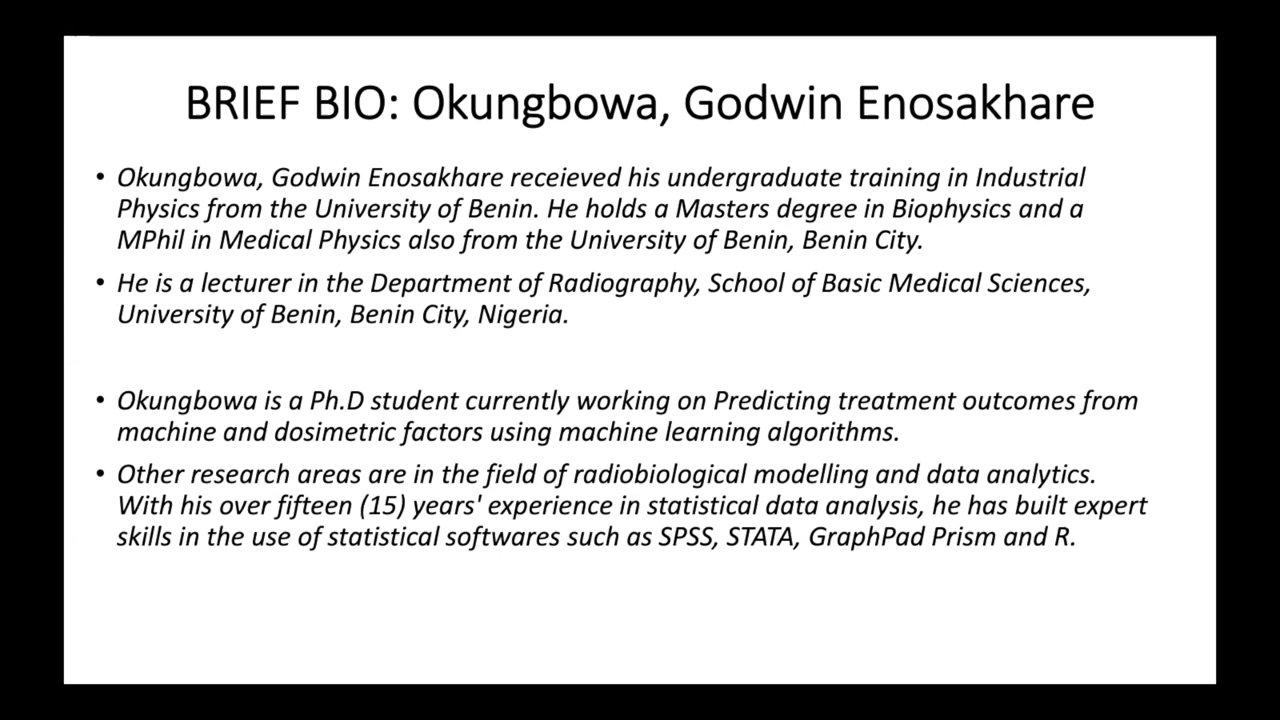 BRIEF BIO: Okungbowa, Godwin Enosakhare
• Okungbowa, Godwin Enosakhare receieved his undergraduate training in Industrial
Physics from the University of Benin. He holds a Masters degree in Biophysics and a
MPhil in Medical Physics also from the University of Benin, Benin City.
• He is a lecturer in the Department of Radiography, School of Basic Medical Sciences,
University of Benin, Benin City, Nigeria.
• Okungbowa is a Ph.D student currently working on Predicting treatment outcomes from
machine and dosimetric factors using machine learning algorithms.
• Other research areas are in the field of radiobiological modelling and data analytics.
With his over fifteen (15) years' experience in statistical data analysis, he has built expert
skills in the use of statistical softwares such as SPSS, STATA, GraphPad Prism and R.